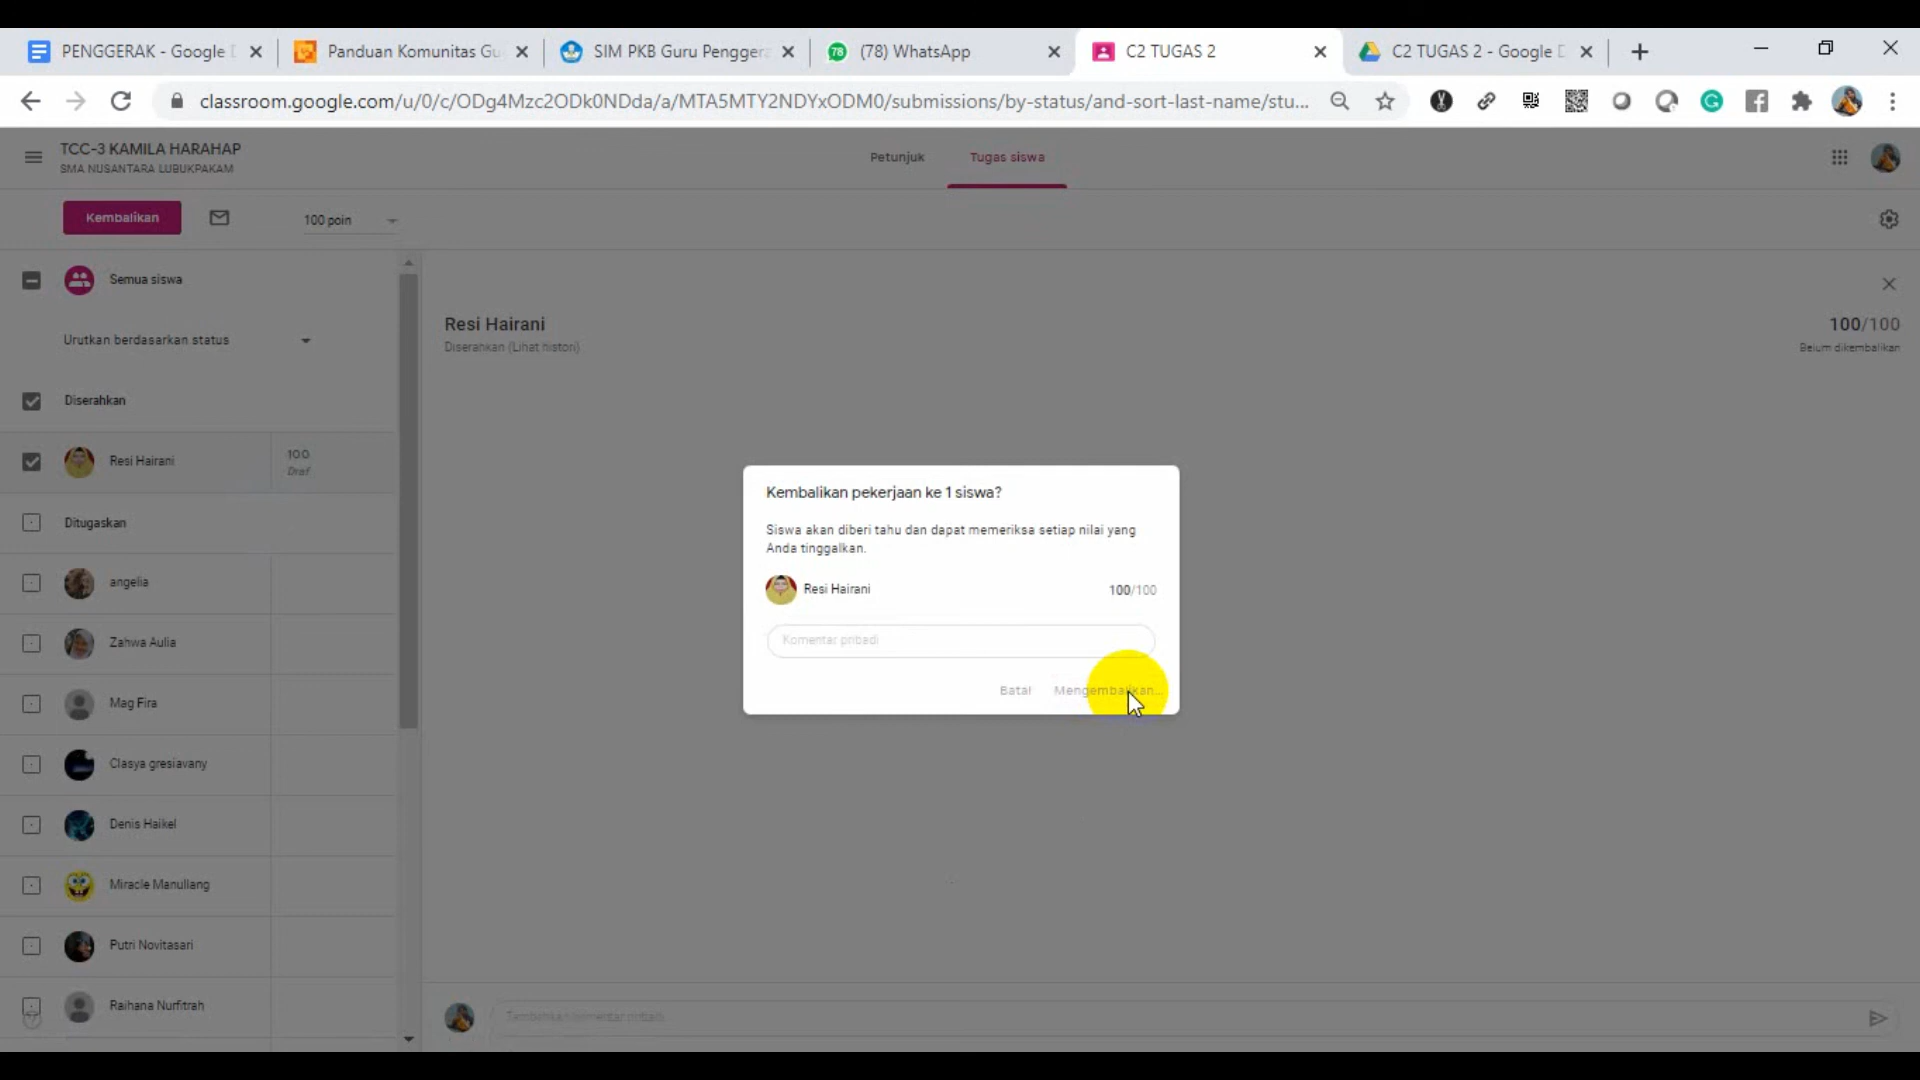 PENGGERAK - Google
Panduan Komunitas Gu
SIM PKB Guru Pengger
78
(78) WhatsApp
C2 TUGAS 2
C2 TUGAS 2 - Google
classroom.google.com/u/0/c/ODg4Mzc2ODk0NDda/a/MTA5MTY2NDYxODM0/submissions/by-status/and-sort-last-name/stu...
TCC-3 KAMILA HARAHAP
SMA NUSANTARA LUBUKPAKAM
Petunjuk
Tugas siswa
Kembalikan
100 poin
Semua siswa
Urutkan berdasarkan status
Diserahkan
Resi Hairani
100
Draf
Ditugaskan
angelia
Zahwa Aulia
Mag Fira
Clasya gresiavany
Denis Haikel
Miracle Manullang
Putri Novitasari
Raihana Nurfitrah
Resi Hairani
Diserahkan (Lihat histori)
100/100
Belum dikembalikan
Kembalikan pekerjaan ke 1 siswa?
Siswa akan diberi tahu dan dapat memeriksa setiap nilai yang
Anda tinggalkan.
Resi Hairani
100/100
Komentar pribadi
Batal
Mengembalikan...
Tambahkan komentar pribadi